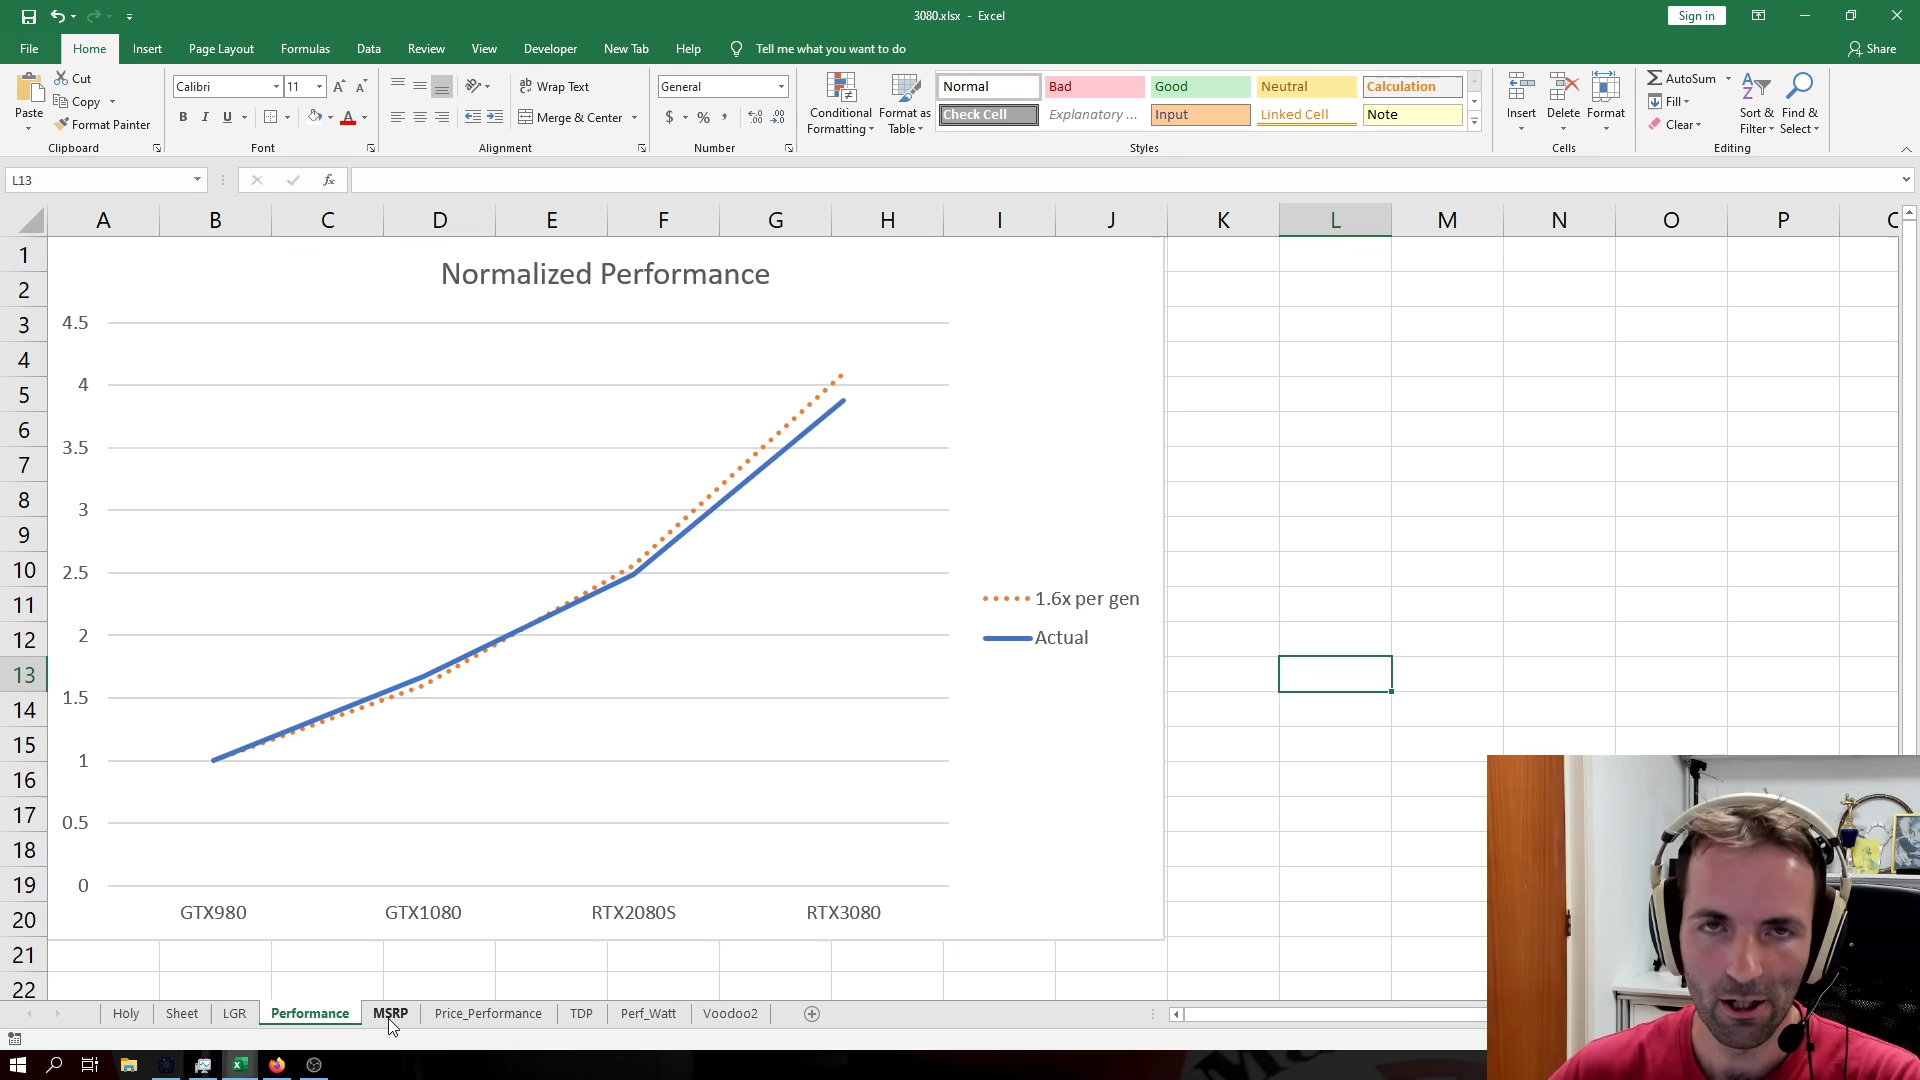 3080.xlsx - Excel
Sign in
File Home Insert Page Layout Formulas Data Review View Developer New Tab Help Tell me what you want to do Share
Paste
Cut
Copy
Format Painter
Clipboard
Calibri 11
B I U
Font
Wrap Text
Merge & Center
Alignment
General
$ % ,
Number
Conditional Formatting
Format as Table
Normal Bad Good Neutral Calculation
Check Cell Explanatory ... Input Linked Cell Note
Styles
Insert Delete Format
Cells
AutoSum
Fill
Clear
Sort & Filter
Find & Select
Editing
L13
fx
A B C D E F G H I J K L M N O P
1
2
3
4
5
6
7
8
9
10
11
12
13
14
15
16
17
18
19
20
21
22
Normalized Performance
4.5
4
3.5
3
2.5
2
1.5
1
0.5
0
GTX980 GTX1080 RTX2080S RTX3080
1.6x per gen
Actual
Holy Sheet LGR Performance MSRP Price_Performance TDP Perf_Watt Voodoo2